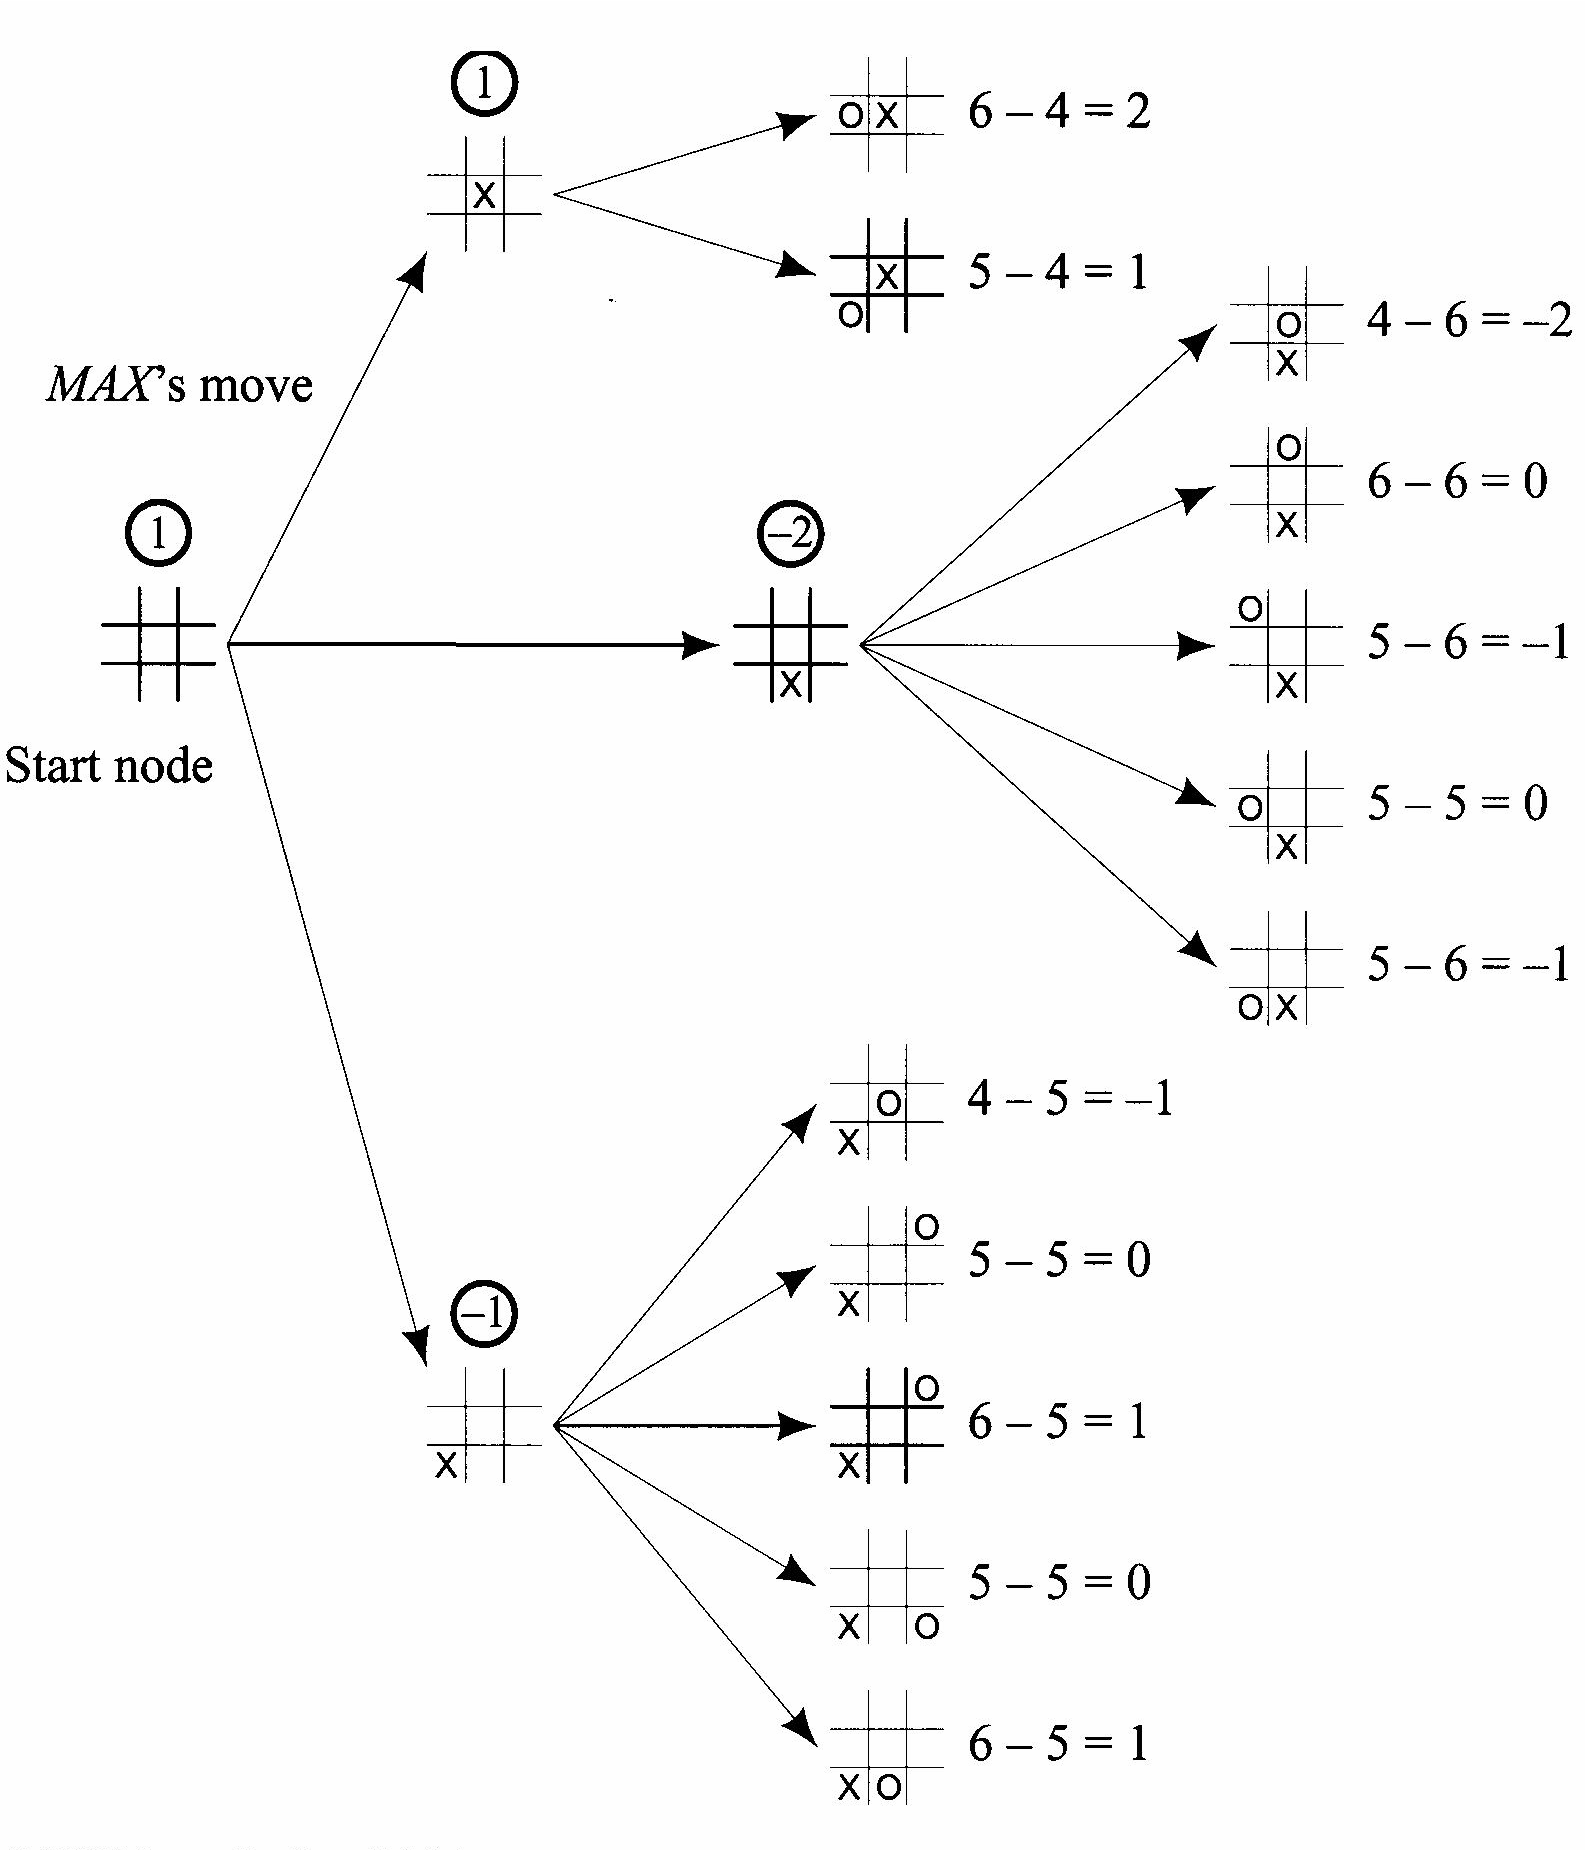 1
X
O X 6 – 4 = 2
X
O 5 – 4 = 1
MAX's move
1
Start node
–2
X
O
X 4 – 6 = –2
O
X 6 – 6 = 0
O
X 5 – 6 = –1
O
X 5 – 5 = 0
O X 5 – 6 = –1
–1
X
O
X 4 – 5 = –1
O
X 5 – 5 = 0
O
X 6 – 5 = 1
X O 5 – 5 = 0
X O 6 – 5 = 1